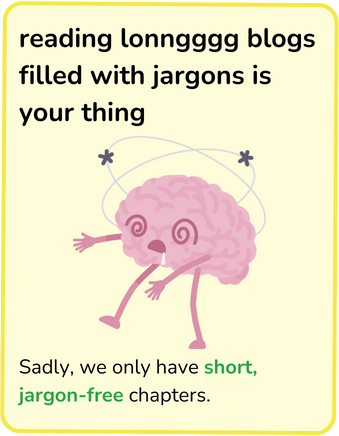 reading lonngggg blogs
filled with jargons is
your thing
Sadly, we only have short,
jargon-free chapters.